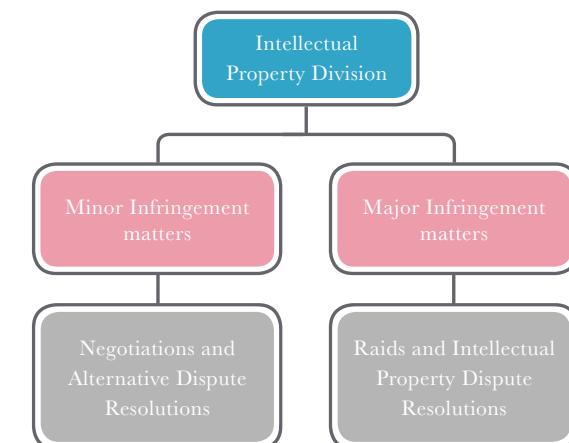 Intellectual
Property Division
Minor Infringement
matters
Major Infringement
matters
Negotiations and
Alternative Dispute
Resolutions
Raids and Intellectual
Property Dispute
Resolutions